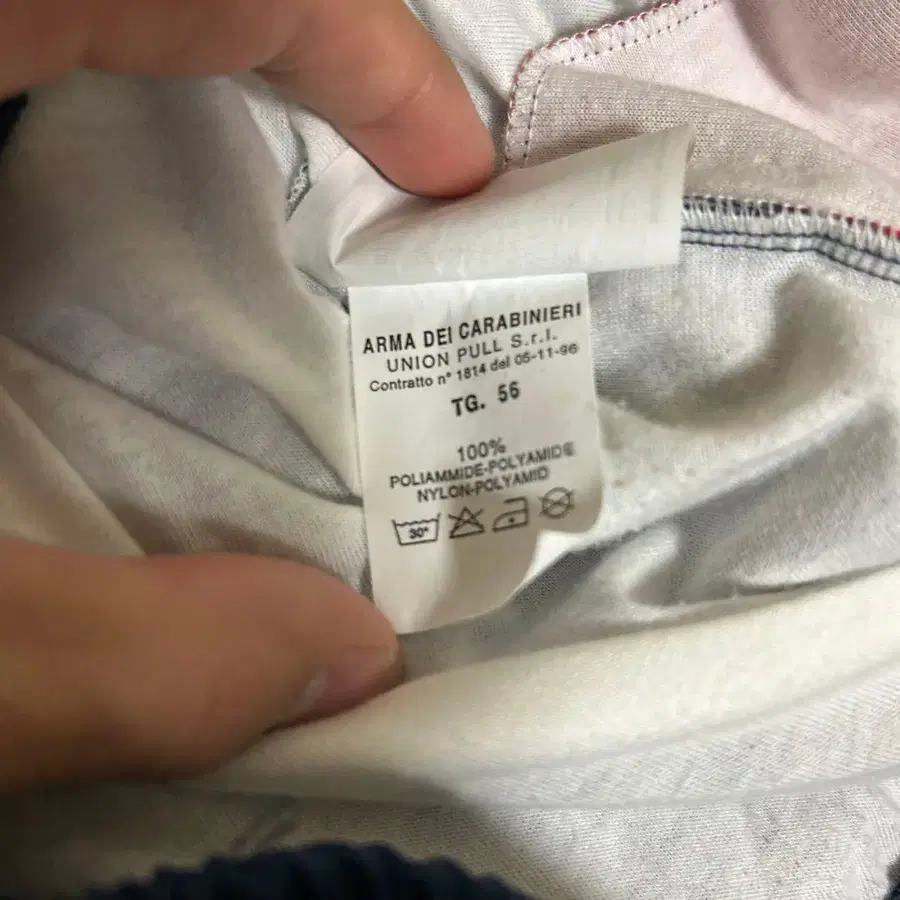 ARMA DEI CARABINIERI
UNION PULL S.r.l.
Contratto n° 1814 del 05-11-96
TG. 56
100%
POLIAMMIDE-POLYAMIDE
NYLON-POLYAMID
30°